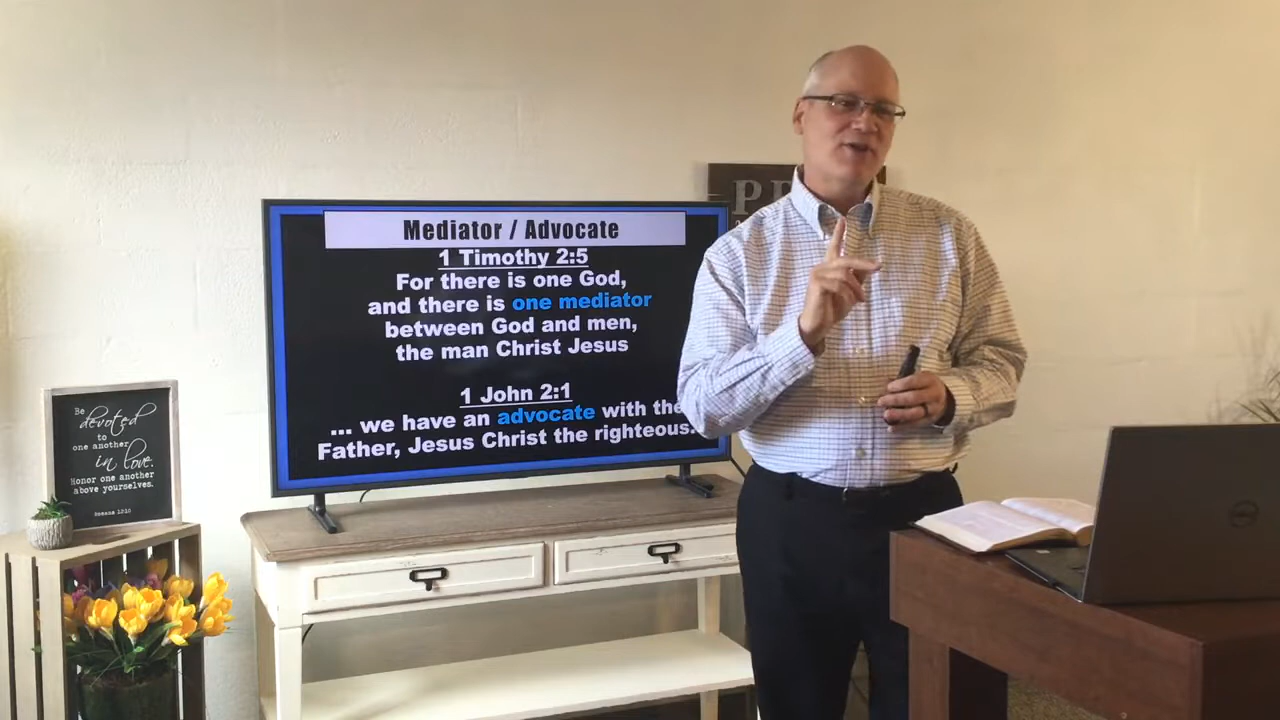 Mediator / Advocate
1 Timothy 2:5
For there is one God,
and there is one mediator
between God and men,
the man Christ Jesus
1 John 2:1
... we have an advocate with the
Father, Jesus Christ the righteous.
Be
devoted
to
one another
in love.
Honor one another
above yourselves.
Romans 12:10
DELL